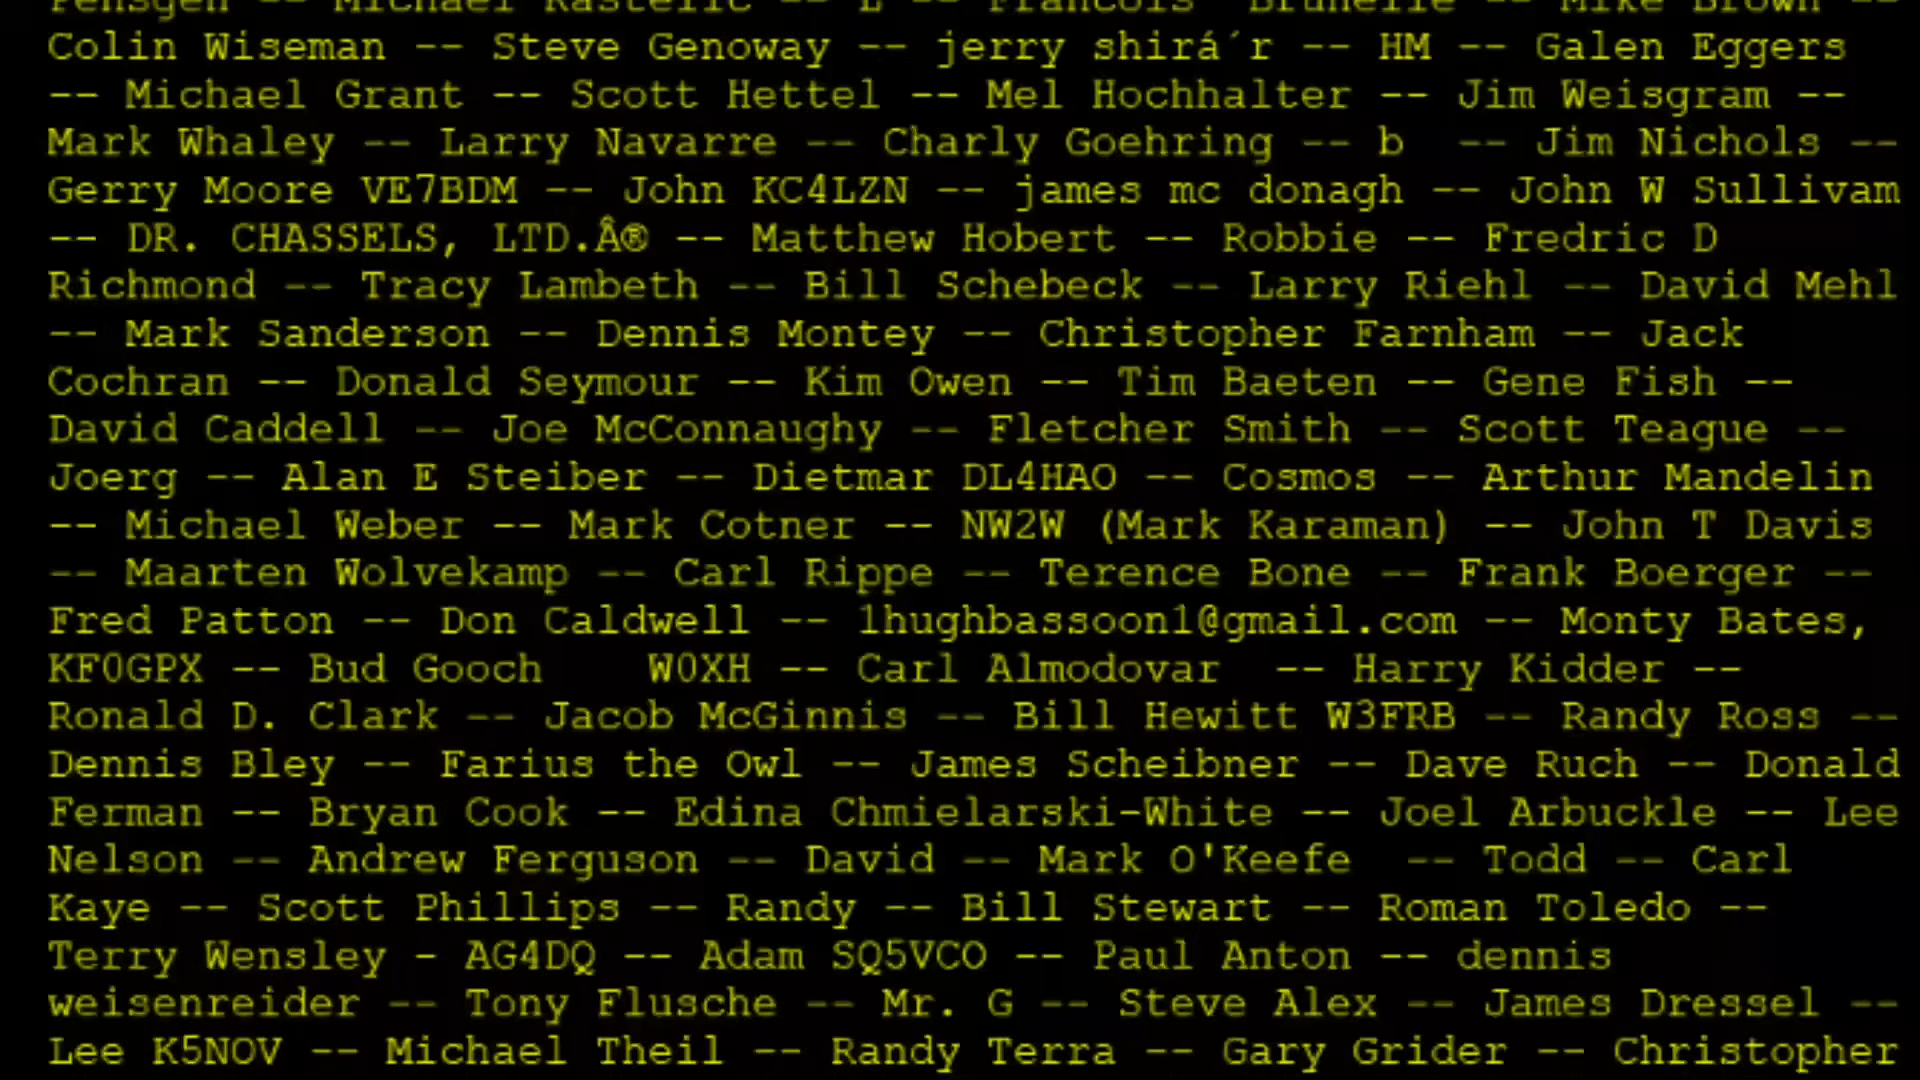 Pensgen -- Michael Rastelic -- L -- Francois Brunelle -- Mike Brown --
Colin Wiseman -- Steve Genoway -- jerry shirá´r -- HM -- Galen Eggers
-- Michael Grant -- Scott Hettel -- Mel Hochhalter -- Jim Weisgram --
Mark Whaley -- Larry Navarre -- Charly Goehring -- b  -- Jim Nichols --
Gerry Moore VE7BDM -- John KC4LZN -- james mc donagh -- John W Sullivam
-- DR. CHASSELS, LTD.Â® -- Matthew Hobert -- Robbie -- Fredric D
Richmond -- Tracy Lambeth -- Bill Schebeck -- Larry Riehl -- David Mehl
-- Mark Sanderson -- Dennis Montey -- Christopher Farnham -- Jack
Cochran -- Donald Seymour -- Kim Owen -- Tim Baeten -- Gene Fish --
David Caddell -- Joe McConnaughy -- Fletcher Smith -- Scott Teague --
Joerg -- Alan E Steiber -- Dietmar DL4HAO -- Cosmos -- Arthur Mandelin
-- Michael Weber -- Mark Cotner -- NW2W (Mark Karaman) -- John T Davis
-- Maarten Wolvekamp -- Carl Rippe -- Terence Bone -- Frank Boerger --
Fred Patton -- Don Caldwell -- 1hughbassoon1@gmail.com -- Monty Bates,
KF0GPX -- Bud Gooch    W0XH -- Carl Almodovar  -- Harry Kidder --
Ronald D. Clark -- Jacob McGinnis -- Bill Hewitt W3FRB -- Randy Ross --
Dennis Bley -- Farius the Owl -- James Scheibner -- Dave Ruch -- Donald
Ferman -- Bryan Cook -- Edina Chmielarski-White -- Joel Arbuckle -- Lee
Nelson -- Andrew Ferguson -- David -- Mark O'Keefe  -- Todd -- Carl
Kaye -- Scott Phillips -- Randy -- Bill Stewart -- Roman Toledo --
Terry Wensley - AG4DQ -- Adam SQ5VCO -- Paul Anton -- dennis
weisenreider -- Tony Flusche -- Mr. G -- Steve Alex -- James Dressel --
Lee K5NOV -- Michael Theil -- Randy Terra -- Gary Grider -- Christopher